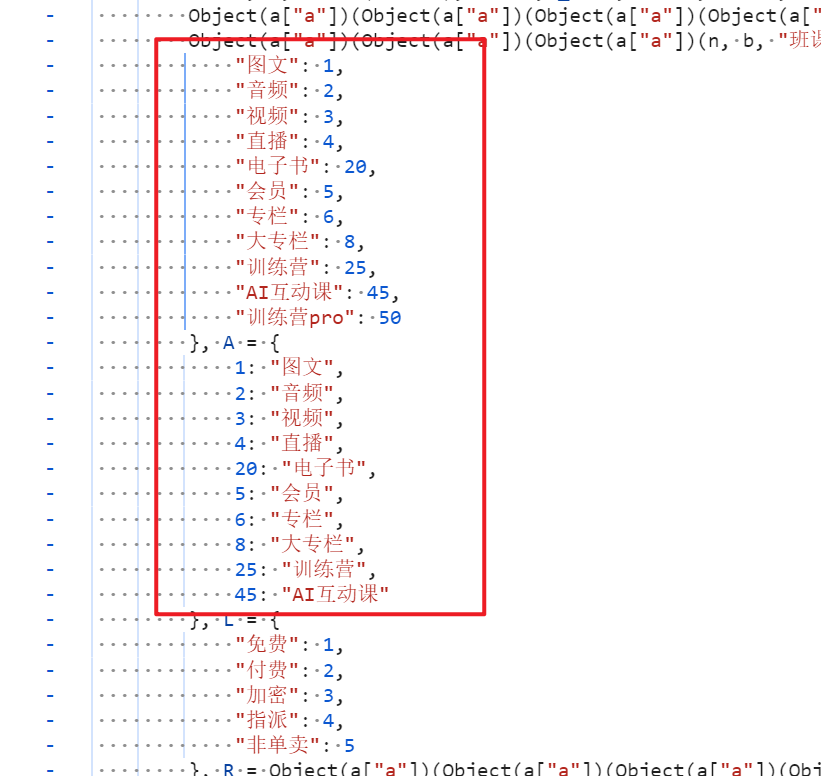 Object(a["a"])(Object(a["a"])(Object(a["a"])(Object(a["
Object(a["a"])(Object(a["a"])(Object(a["a"])(n, b, "班课
"图文": 1,
"音频": 2,
"视频": 3,
"直播": 4,
"电子书": 20,
"会员": 5,
"专栏": 6,
"大专栏": 8,
"训练营": 25,
"AI互动课": 45,
"训练营pro": 50
}, A = {
1: "图文",
2: "音频",
3: "视频",
4: "直播",
20: "电子书",
5: "会员",
6: "专栏",
8: "大专栏",
25: "训练营",
45: "AI互动课"
}, L = {
"免费": 1,
"付费": 2,
"加密": 3,
"指派": 4,
"非单卖": 5
}, R = Object(a["a"])(Object(a["a"])(Object(a["a"])(Obj